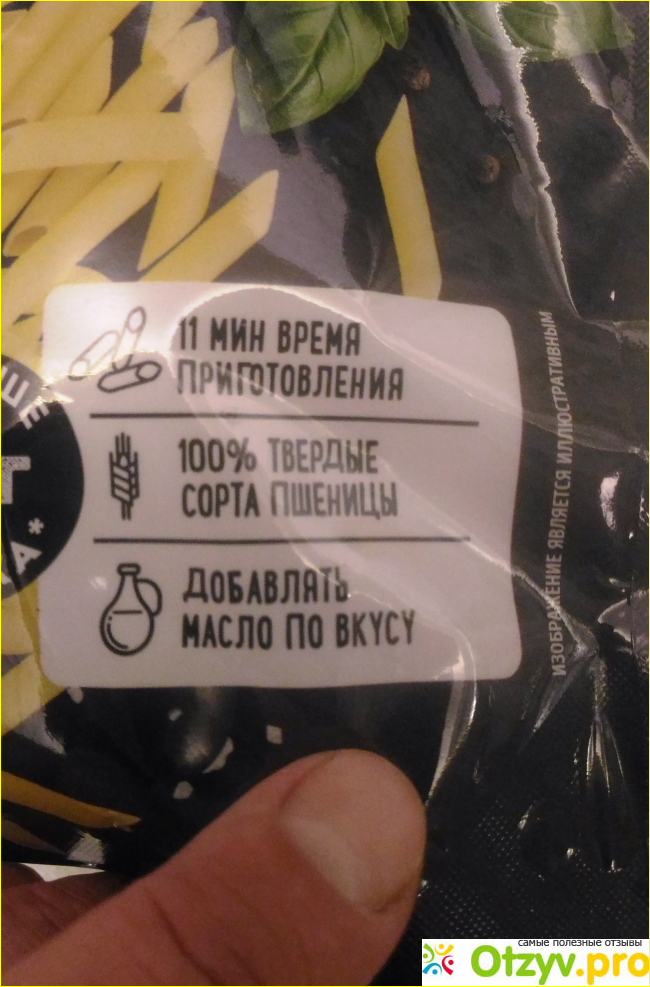 11 МИН ВРЕМЯ
ПРИГОТОВЛЕНИЯ
100% ТВЕРДЫЕ
СОРТА ПШЕНИЦЫ
ДОБАВЛЯТЬ
МАСЛО ПО ВКУСУ
ИЗОБРАЖЕНИЕ ЯВЛЯЕТСЯ ИЛЛЮСТРАТИВНЫМ
самые полезные отзывы
Otzyv.pro